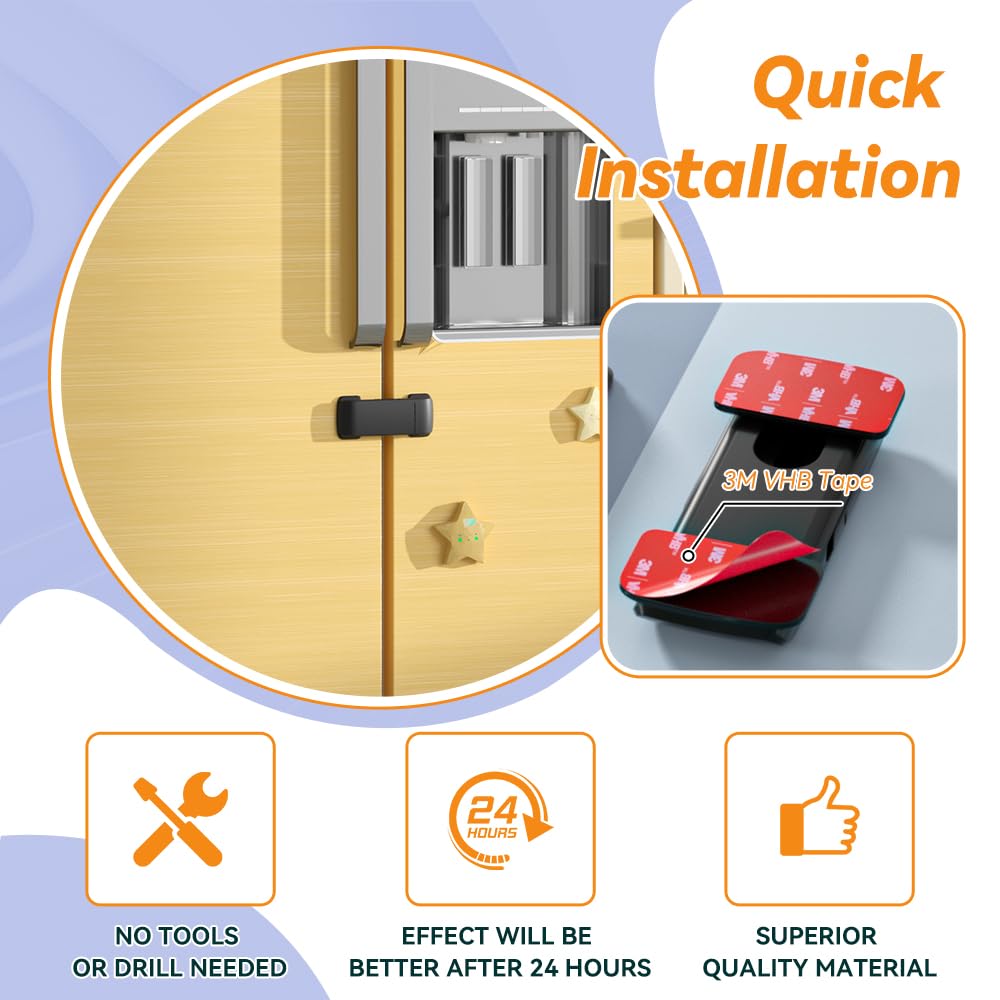 Quick
Installation
3M VHB Tape
24
HOURS
NO TOOLS
OR DRILL NEEDED
EFFECT WILL BE
BETTER AFTER 24 HOURS
SUPERIOR
QUALITY MATERIAL